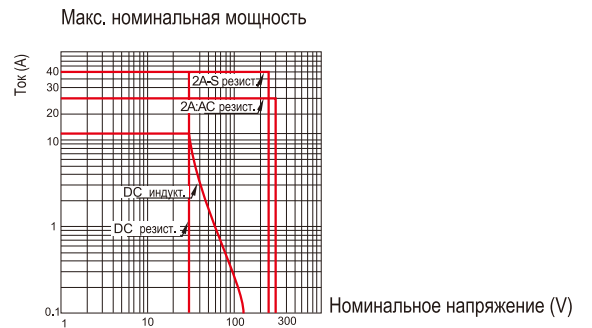 Макс. номинальная мощность
Ток (A)
40
30
20
10
1
0.1
2A-S резист.
2A:AC резист.
DC индукт.
DC резист.
1
10
100
300
Номинальное напряжение (V)